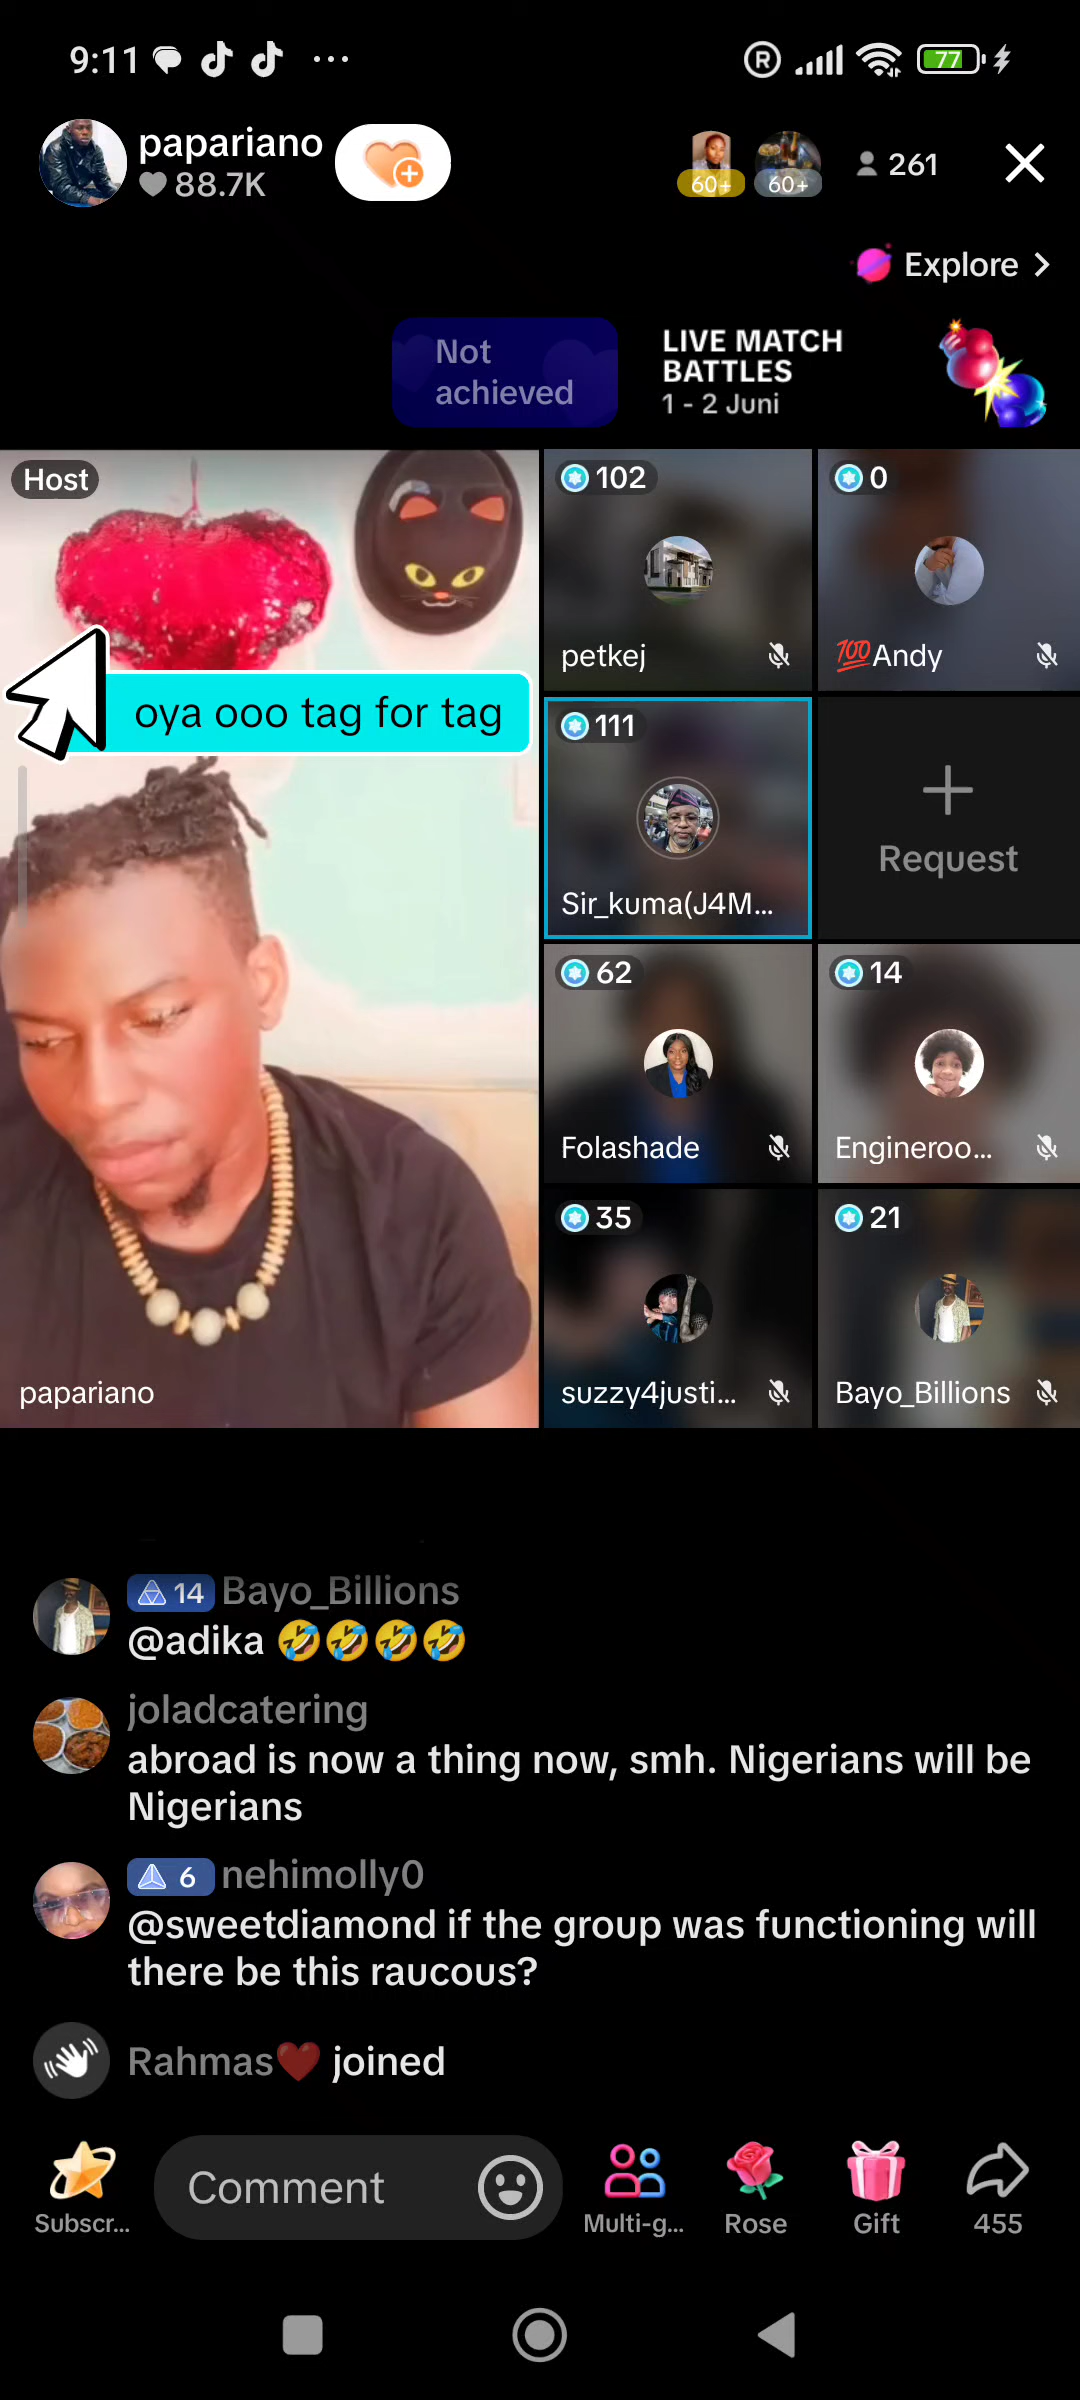 9:11
77
papariano
88.7K
60+
60+
261
Explore
Not
achieved
LIVE MATCH
BATTLES
1 - 2 Juni
Host
oya ooo tag for tag
papariano
102
petkej
0
💯Andy
111
Sir_kuma(J4M...
Request
62
Folashade
14
Engineroo...
35
suzzy4justi...
21
Bayo_Billions
14 Bayo_Billions
@adika 🤣🤣🤣🤣
joladcatering
abroad is now a thing now, smh. Nigerians will be
Nigerians
6 nehimolly0
@sweetdiamond if the group was functioning will
there be this raucous?
Rahmas❤️ joined
Subscr...
Comment
Multi-g...
Rose
Gift
455